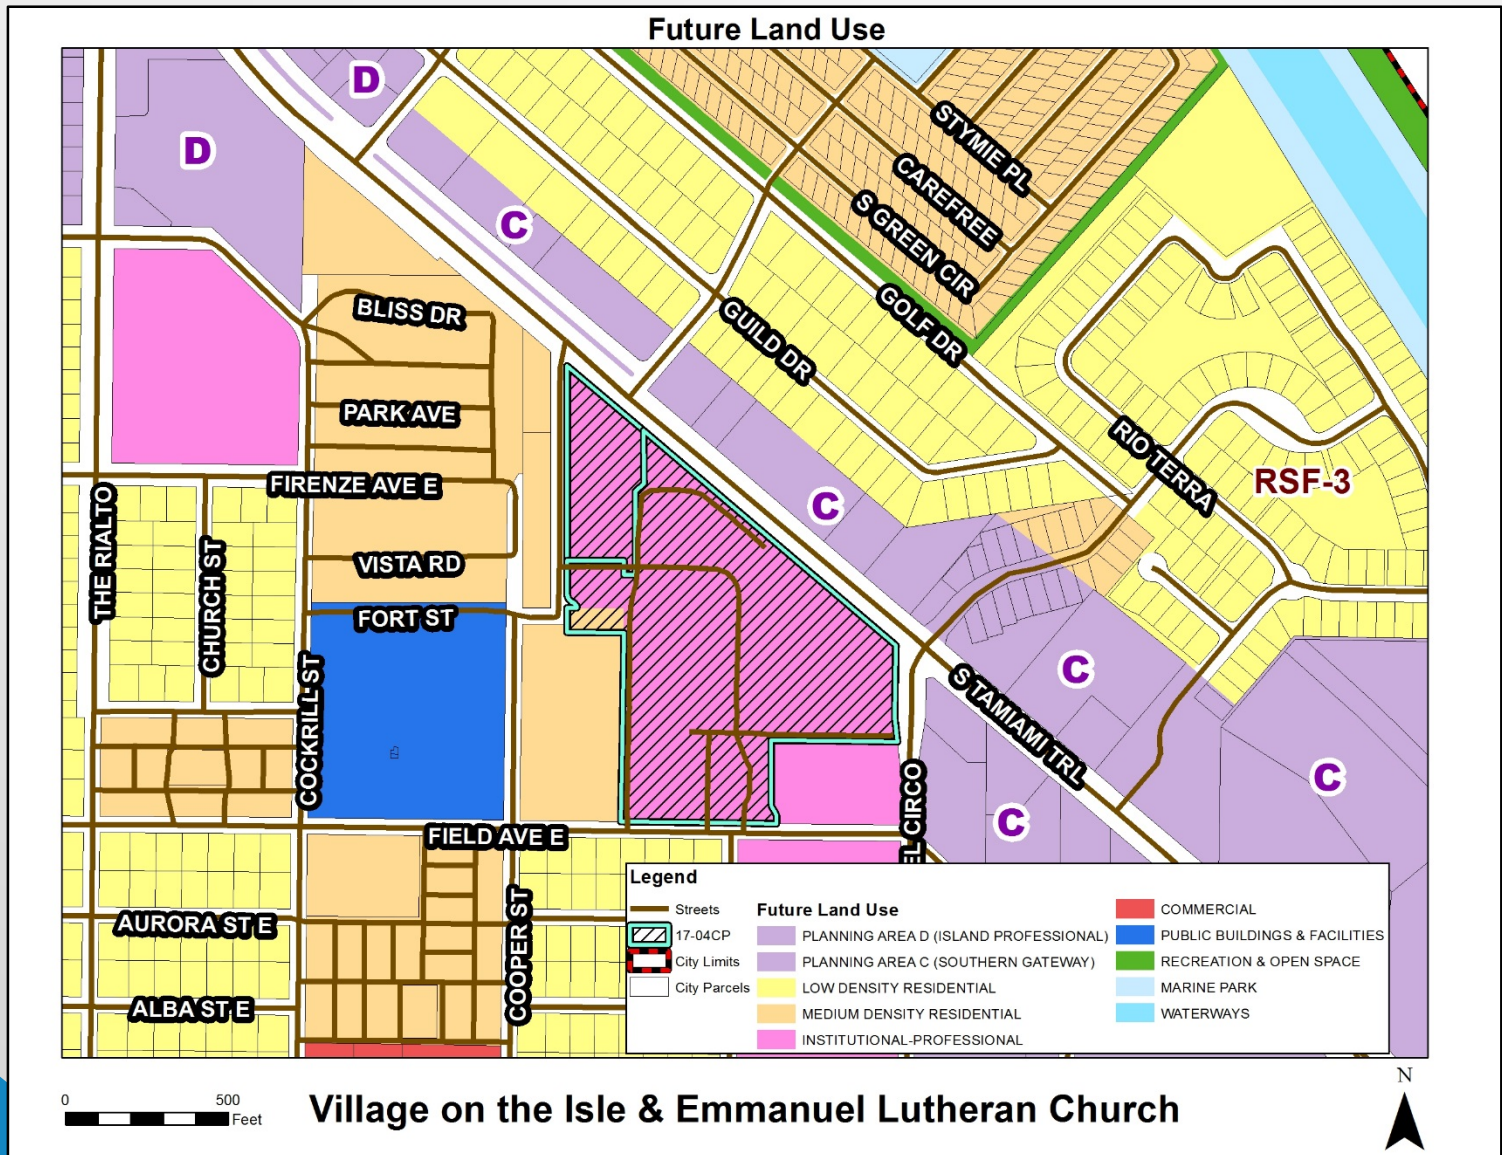 Future Land Use
D
D
C
STYMIE PL
CAREFREE
S GREEN CIR
BLISS DR
GUILD DR
GOLF DR
PARK AVE
FIRENZE AVE E
C
RIO TERRA
RSF-3
THE RIALTO
CHURCH ST
VISTA RD
FORT ST
COCKRILL ST
C
S TAMIAMI TRL
C
C
EL CIRCO
FIELD AVE E
AURORA ST E
COOPER ST
ALBA ST E
Legend
Streets
17-04CP
City Limits
City Parcels
Future Land Use
PLANNING AREA D (ISLAND PROFESSIONAL)
PLANNING AREA C (SOUTHERN GATEWAY)
LOW DENSITY RESIDENTIAL
MEDIUM DENSITY RESIDENTIAL
INSTITUTIONAL-PROFESSIONAL
COMMERCIAL
PUBLIC BUILDINGS & FACILITIES
RECREATION & OPEN SPACE
MARINE PARK
WATERWAYS
0 500
Feet
Village on the Isle & Emmanuel Lutheran Church
N